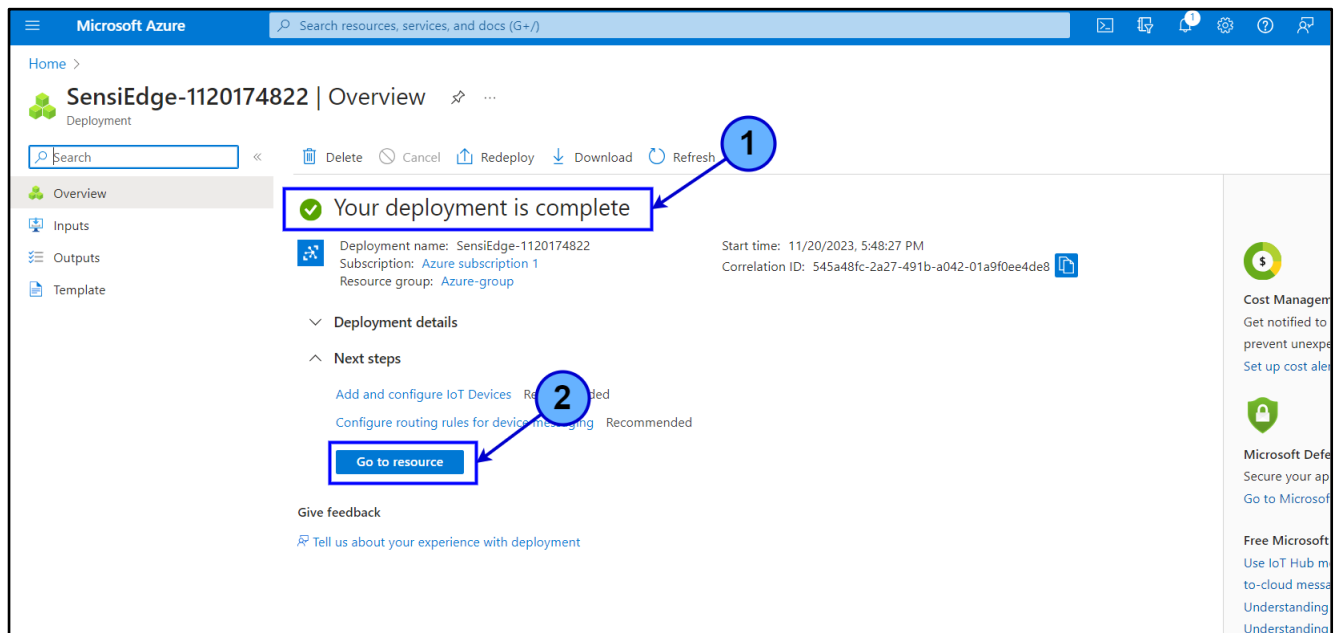 Microsoft Azure
Search resources, services, and docs (G+/)
1
Home >
SensiEdge-1120174822 | Overview
Deployment
Search
Delete
Cancel
Redeploy
Download
Refresh
1
Overview
Inputs
Outputs
Template
Your deployment is complete
Deployment name: SensiEdge-1120174822
Subscription: Azure subscription 1
Resource group: Azure-group
Start time: 11/20/2023, 5:48:27 PM
Correlation ID: 545a48fc-2a27-491b-a042-01a9f0ee4de8
Deployment details
Next steps
Add and configure IoT Devices
2
Configure routing rules for device Recommended
Go to resource
Give feedback
Tell us about your experience with deployment
$
Cost Managem
Get notified to
prevent unexpe
Set up cost aler
Microsoft Defe
Secure your ap
Go to Microsof
Free Microsoft
Use IoT Hub m
to-cloud messa
Understanding
Understanding